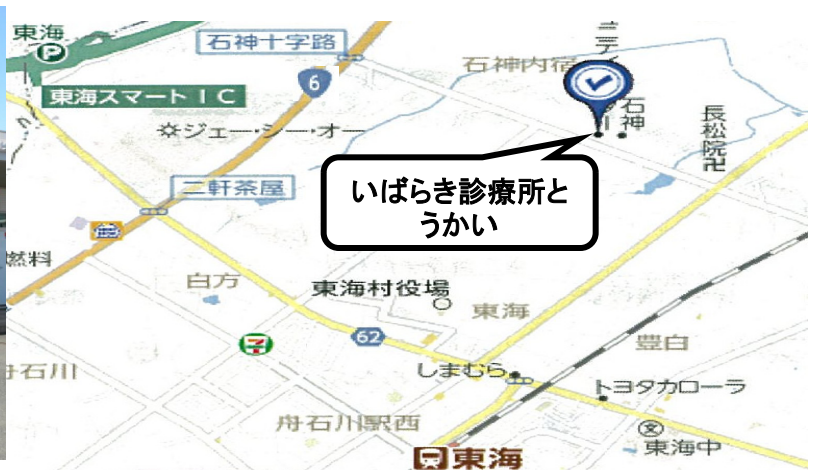 東海
P
石神十字路
6
東海スマートIC
ジェー・シー・オー
石神内宿
石神
長松院
いばらき診療所と
うかい
二軒茶屋
燃料
白方
東海村役場
東海
62
豊白
しまむら
トヨタカローラ
舟石川駅西
文
東海中
東海